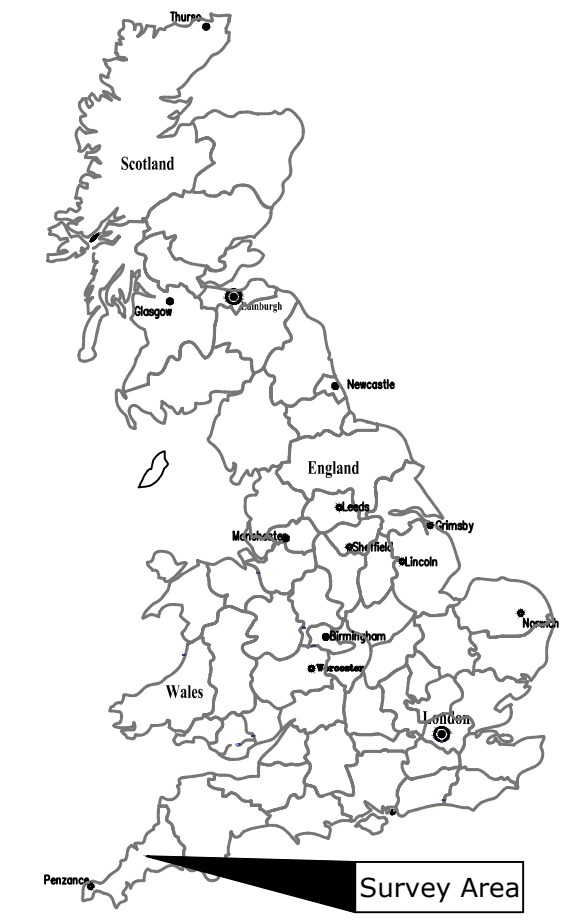 Thurso
Scotland
Edinburgh
Glasgow
Newcastle
England
Leeds
Grimsby
Manchester
Sheffield
Lincoln
Norwich
Birmingham
Worcester
Wales
London
Penzance
Survey Area